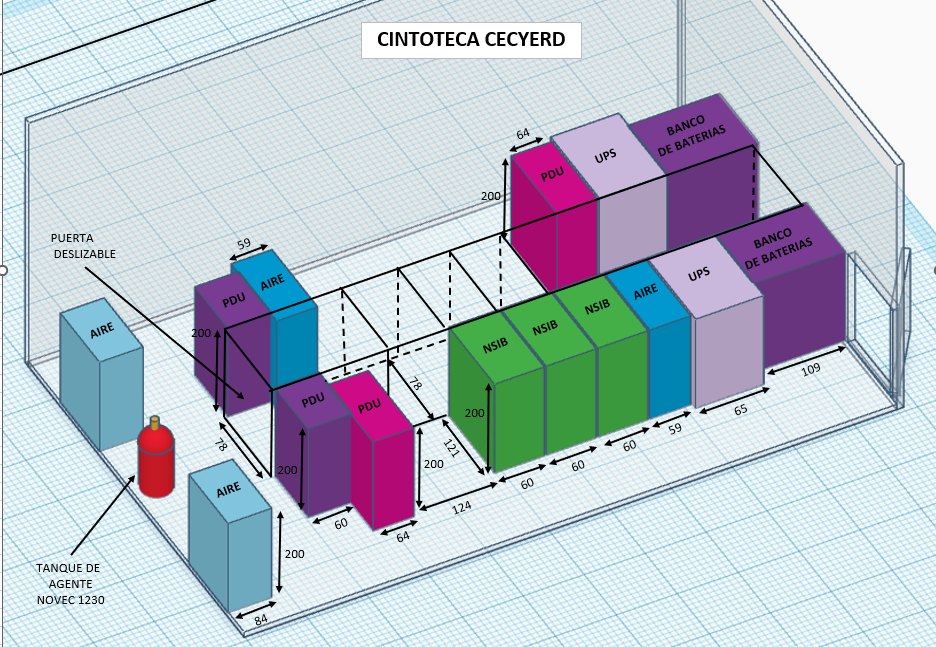 CINTOTECA CECYERD
64
BANCO
DE BATERIAS
UPS
PDU
200
PUERTA
DESLIZABLE
59
AIRE
PDU
AIRE
200
BANCO
DE BATERIAS
UPS
AIRE
NSIB
NSIB
NSIB
78
200
109
65
59
60
60
60
121
124
PDU
PDU
78
200
200
60
64
AIRE
200
84
TANQUE DE
AGENTE
NOVEC 1230